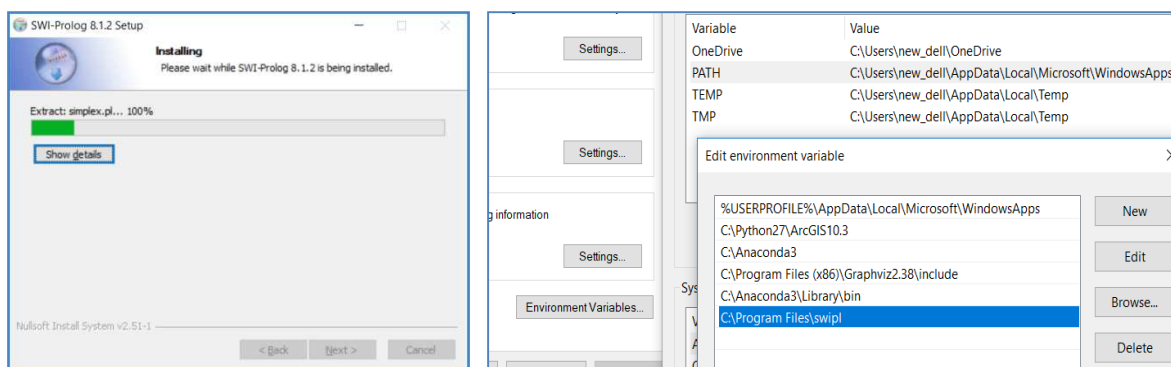 SWI-Prolog 8.1.2 Setup
Installing
Please wait while SWI-Prolog 8.1.2 is being installed.
Extract: simplex.pl... 100%
Show details
Nullsoft Install System v2.51-1
< Back
Next >
Cancel
Settings...
Settings...
g information
Settings...
Environment Variables...
Variable Value
OneDrive C:\Users\new_dell\OneDrive
PATH C:\Users\new_dell\AppData\Local\Microsoft\WindowsApps
TEMP C:\Users\new_dell\AppData\Local\Temp
TMP C:\Users\new_dell\AppData\Local\Temp
Sys
Edit environment variable
%USERPROFILE%\AppData\Local\Microsoft\WindowsApps
C:\Python27\ArcGIS10.3
C:\Anaconda3
C:\Program Files (x86)\Graphviz2.38\include
C:\Anaconda3\Library\bin
C:\Program Files\swipl
New
Edit
Browse...
Delete